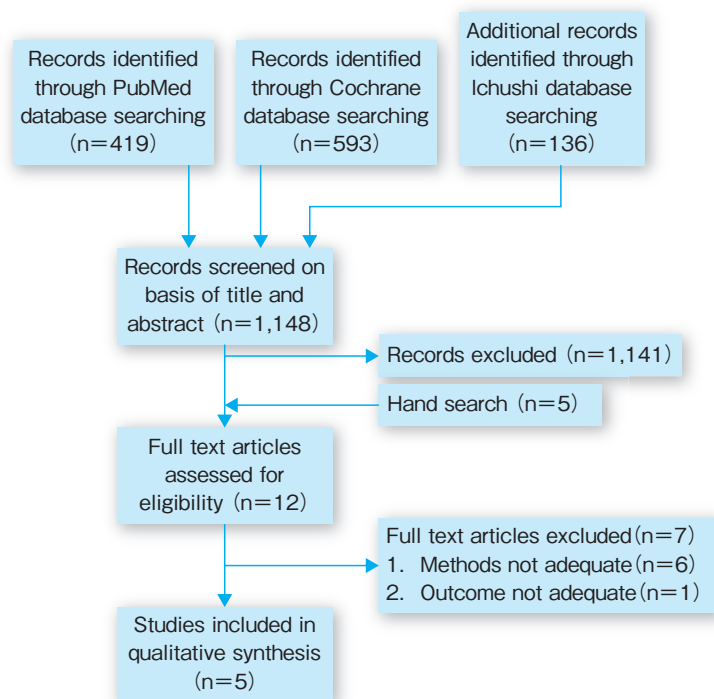 Records identified
through PubMed
database searching
(n=419)
Records identified
through Cochrane
database searching
(n=593)
Additional records
identified through
Ichushi database
searching
(n=136)
Records screened on
basis of title and
abstract (n=1,148)
Records excluded (n=1,141)
Hand search (n=5)
Full text articles
assessed for
eligibility (n=12)
Full text articles excluded(n=7)
1. Methods not adequate(n=6)
2. Outcome not adequate(n=1)
Studies included in
qualitative synthesis
(n=5)